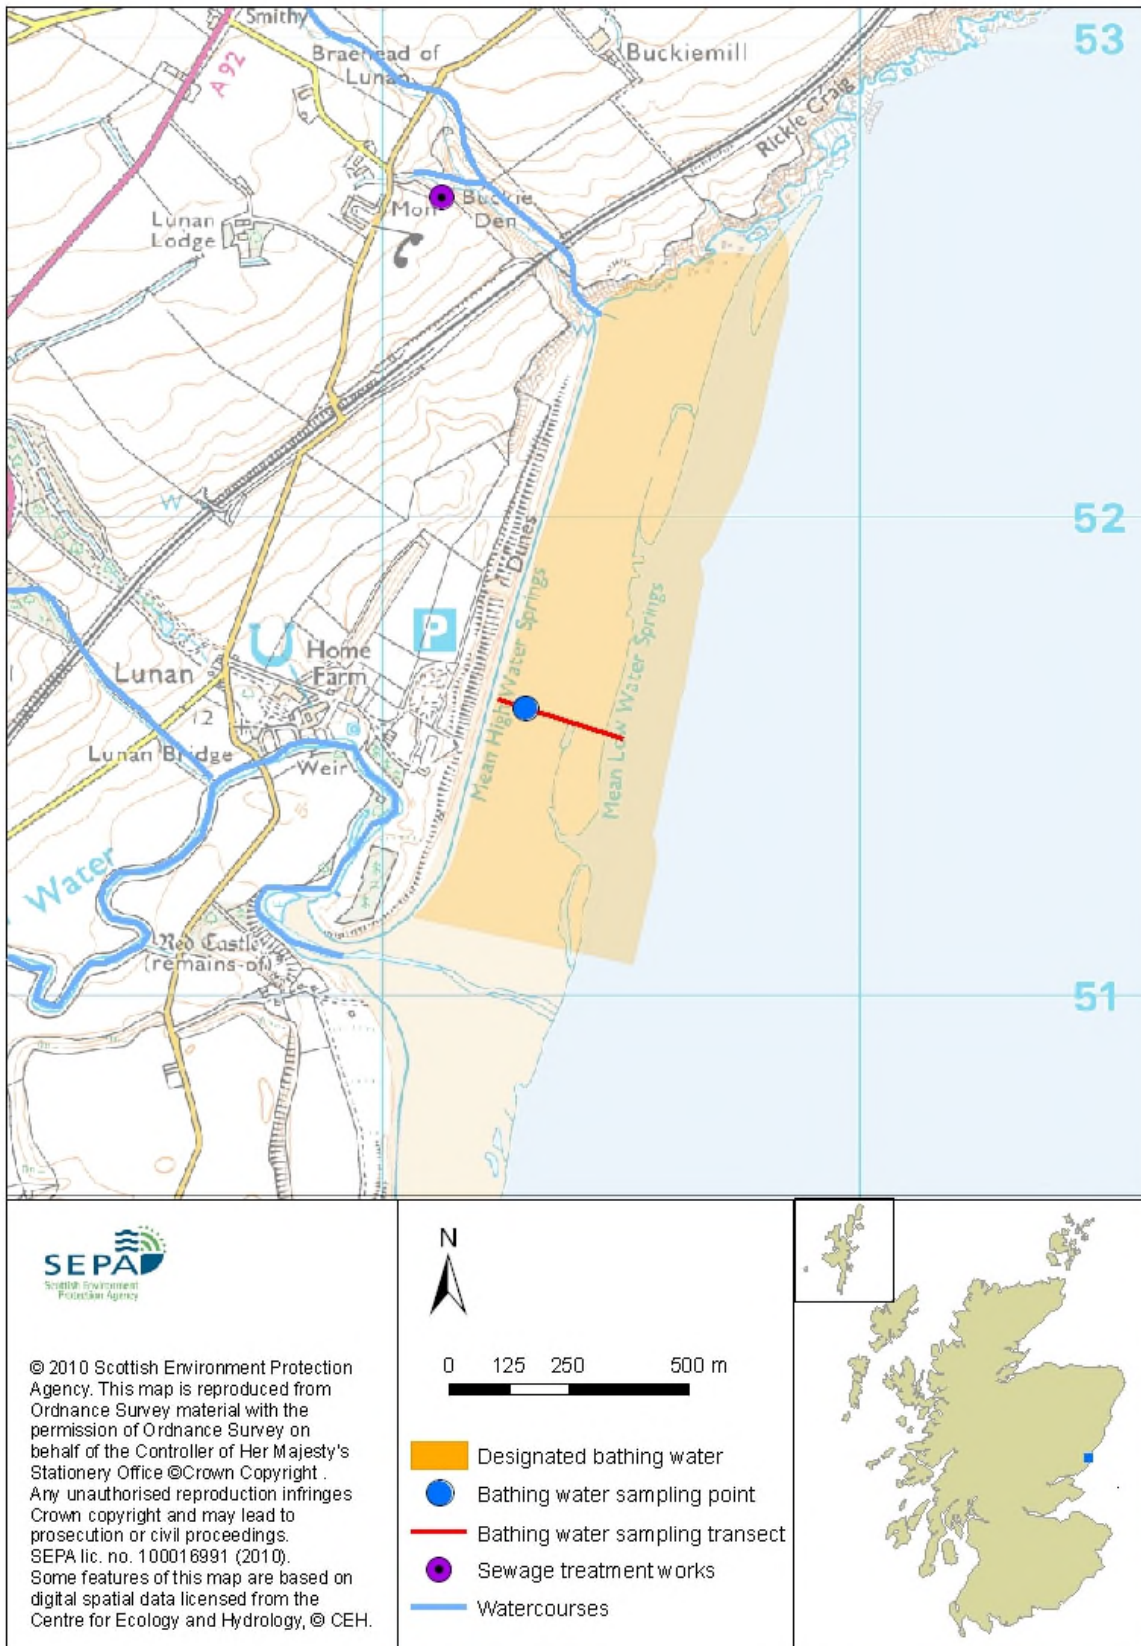 Smithy
53
Braehead of
Lunan
Buckiemill
A 92
Rickle Craig
Lunan
Lodge
Buckie
Den
52
Dunes
W
W
P
Mean High Water Springs
Mean Low Water Springs
Home
Farm
Lunan
12
Lunan Bridge
Weir
Water
Red Castle
(remains of)
51
SEPA
Scottish Environment
Protection Agency
N
0 125 250 500 m
© 2010 Scottish Environment Protection
Agency. This map is reproduced from
Ordnance Survey material with the
permission of Ordnance Survey on
behalf of the Controller of Her Majesty's
Stationery Office ©Crown Copyright .
Any unauthorised reproduction infringes
Crown copyright and may lead to
prosecution or civil proceedings.
SEPA lic. no. 100016991 (2010).
Some features of this map are based on
digital spatial data licensed from the
Centre for Ecology and Hydrology, © CEH.
Designated bathing water
Bathing water sampling point
Bathing water sampling transect
Sewage treatment works
Watercourses